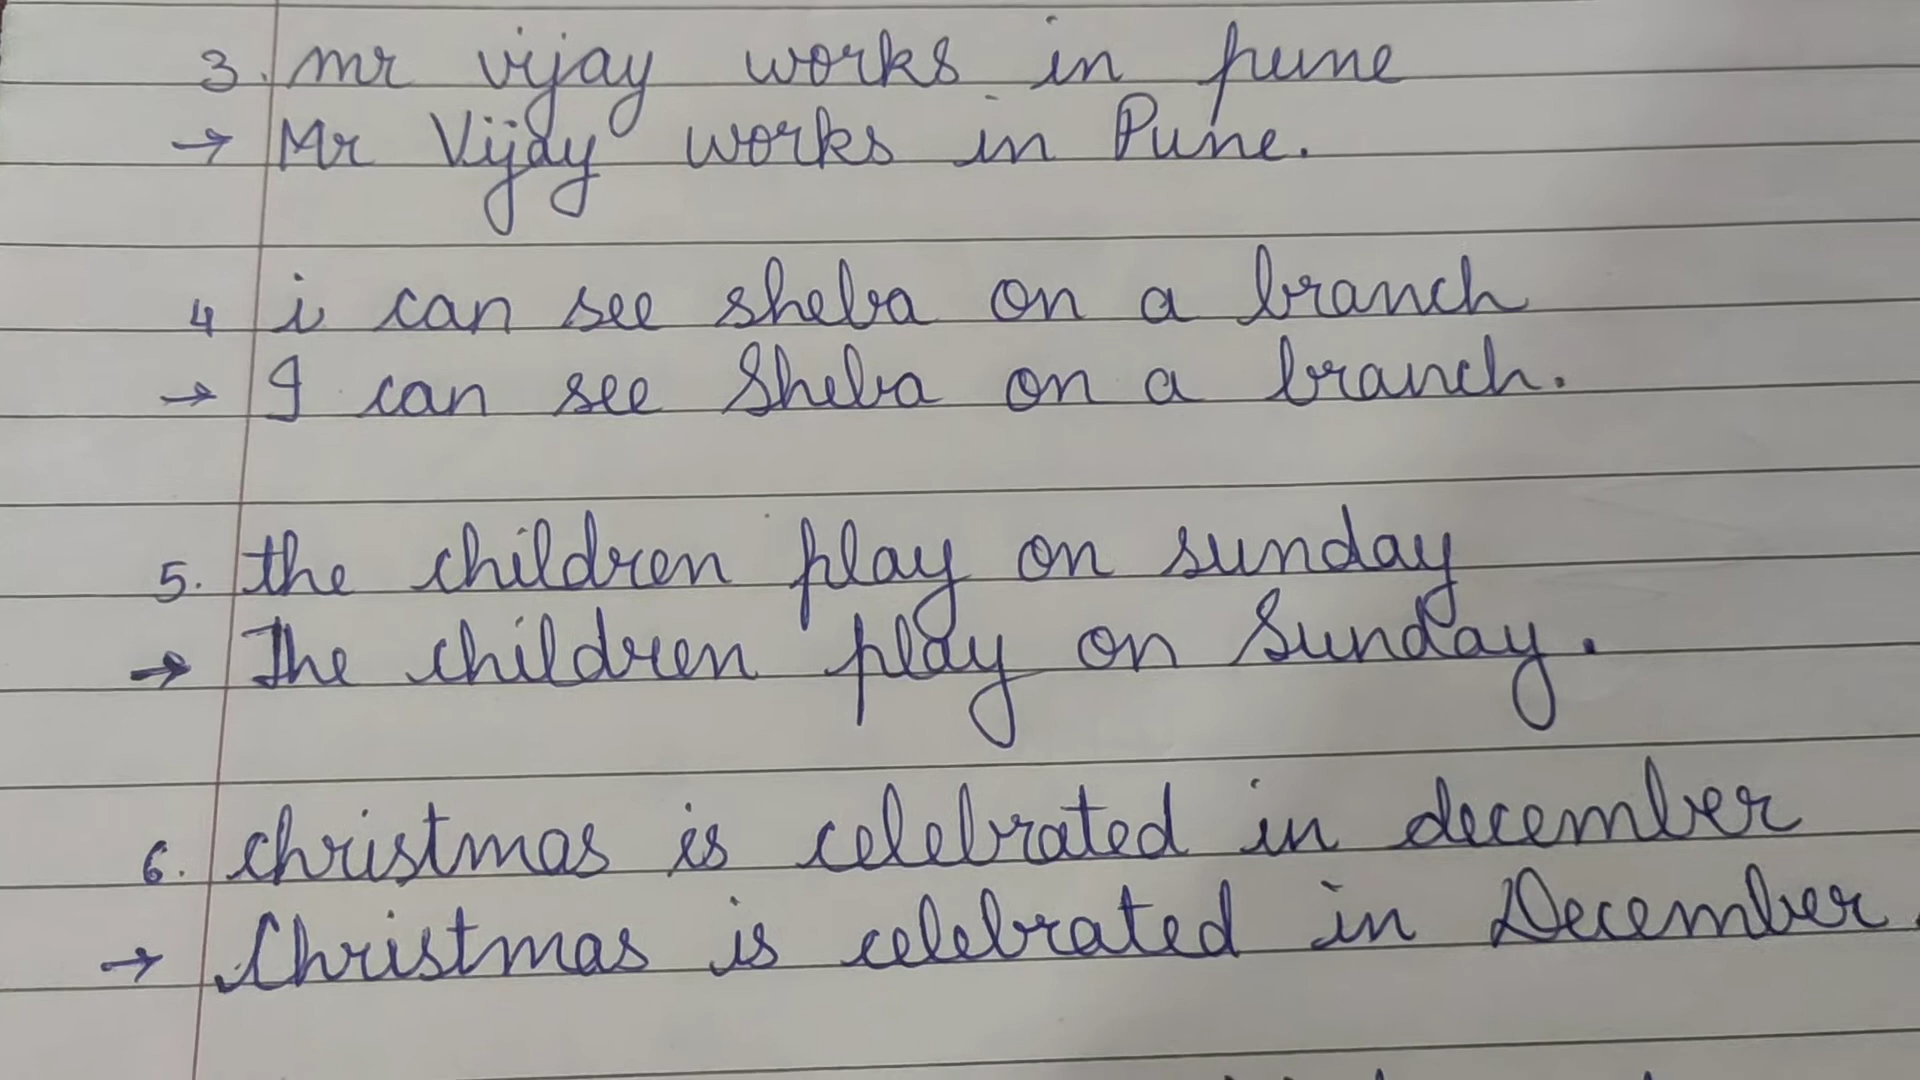 3. mr vijay works in pune
→ Mr Vijay works in Pune.
4 i can see sheba on a branch
→ I can see Sheba on a branch.
5. the children play on sunday
→ The children play on Sunday.
6. christmas is celebrated in december
→ Christmas is celebrated in December.